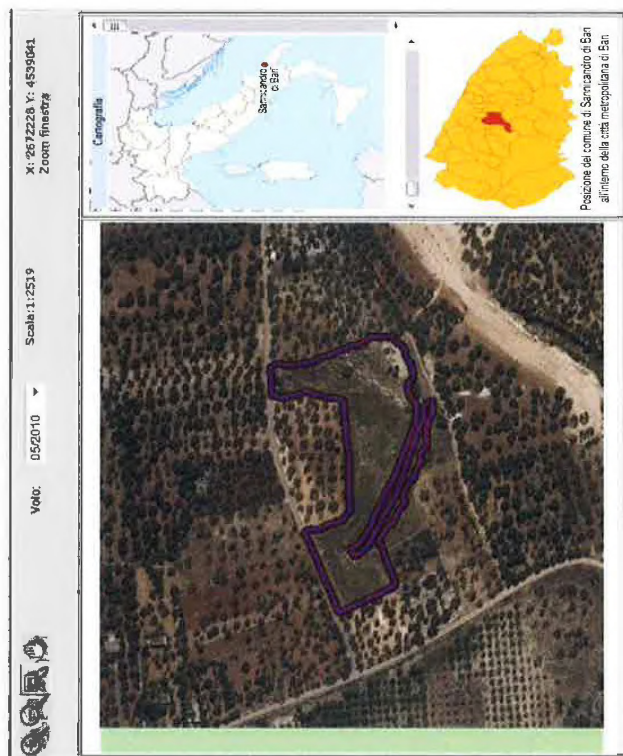 Volo: 05/2010 Scala:1:2519 X: 2672228 Y: 4539041
Zoom finestra
Cartografia
Sannicandro
di Bari
Posizione del comune di Sannicandro di Bari
all'interno della città metropolitana di Bari